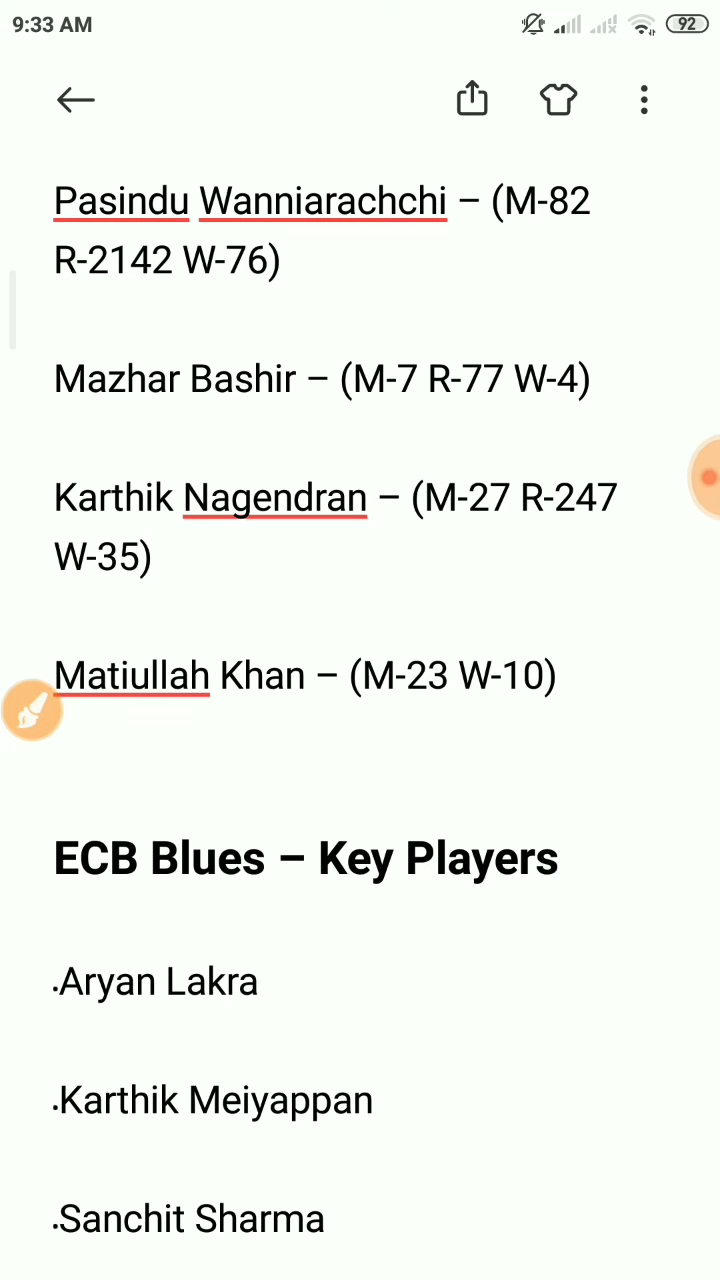 9:33 AM
92
Pasindu Wanniarachchi – (M-82
R-2142 W-76)
Mazhar Bashir – (M-7 R-77 W-4)
Karthik Nagendran – (M-27 R-247
W-35)
Matiullah Khan – (M-23 W-10)
ECB Blues – Key Players
.Aryan Lakra
.Karthik Meiyappan
.Sanchit Sharma